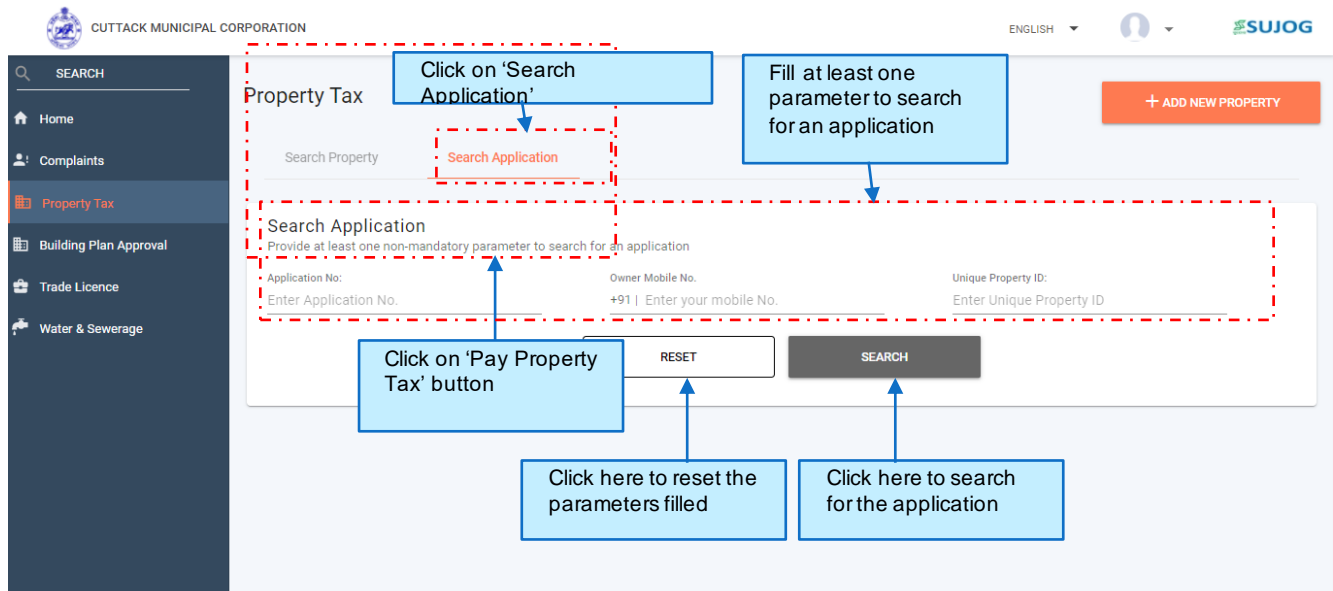 CUTTACK MUNICIPAL CORPORATION
ENGLISH
SUJOG
SEARCH
Home
Complaints
Property Tax
Building Plan Approval
Trade Licence
Water & Sewerage
Property Tax
Click on ‘Search
Application’
Fill at least one
parameter to search
for an application
+ ADD NEW PROPERTY
Search Property
Search Application
Search Application
Provide at least one non-mandatory parameter to search for an application
Application No:
Enter Application No.
Owner Mobile No.
+91 | Enter your mobile No.
Unique Property ID:
Enter Unique Property ID
Click on ‘Pay Property
Tax’ button
RESET
SEARCH
Click here to reset the
parameters filled
Click here to search
for the application